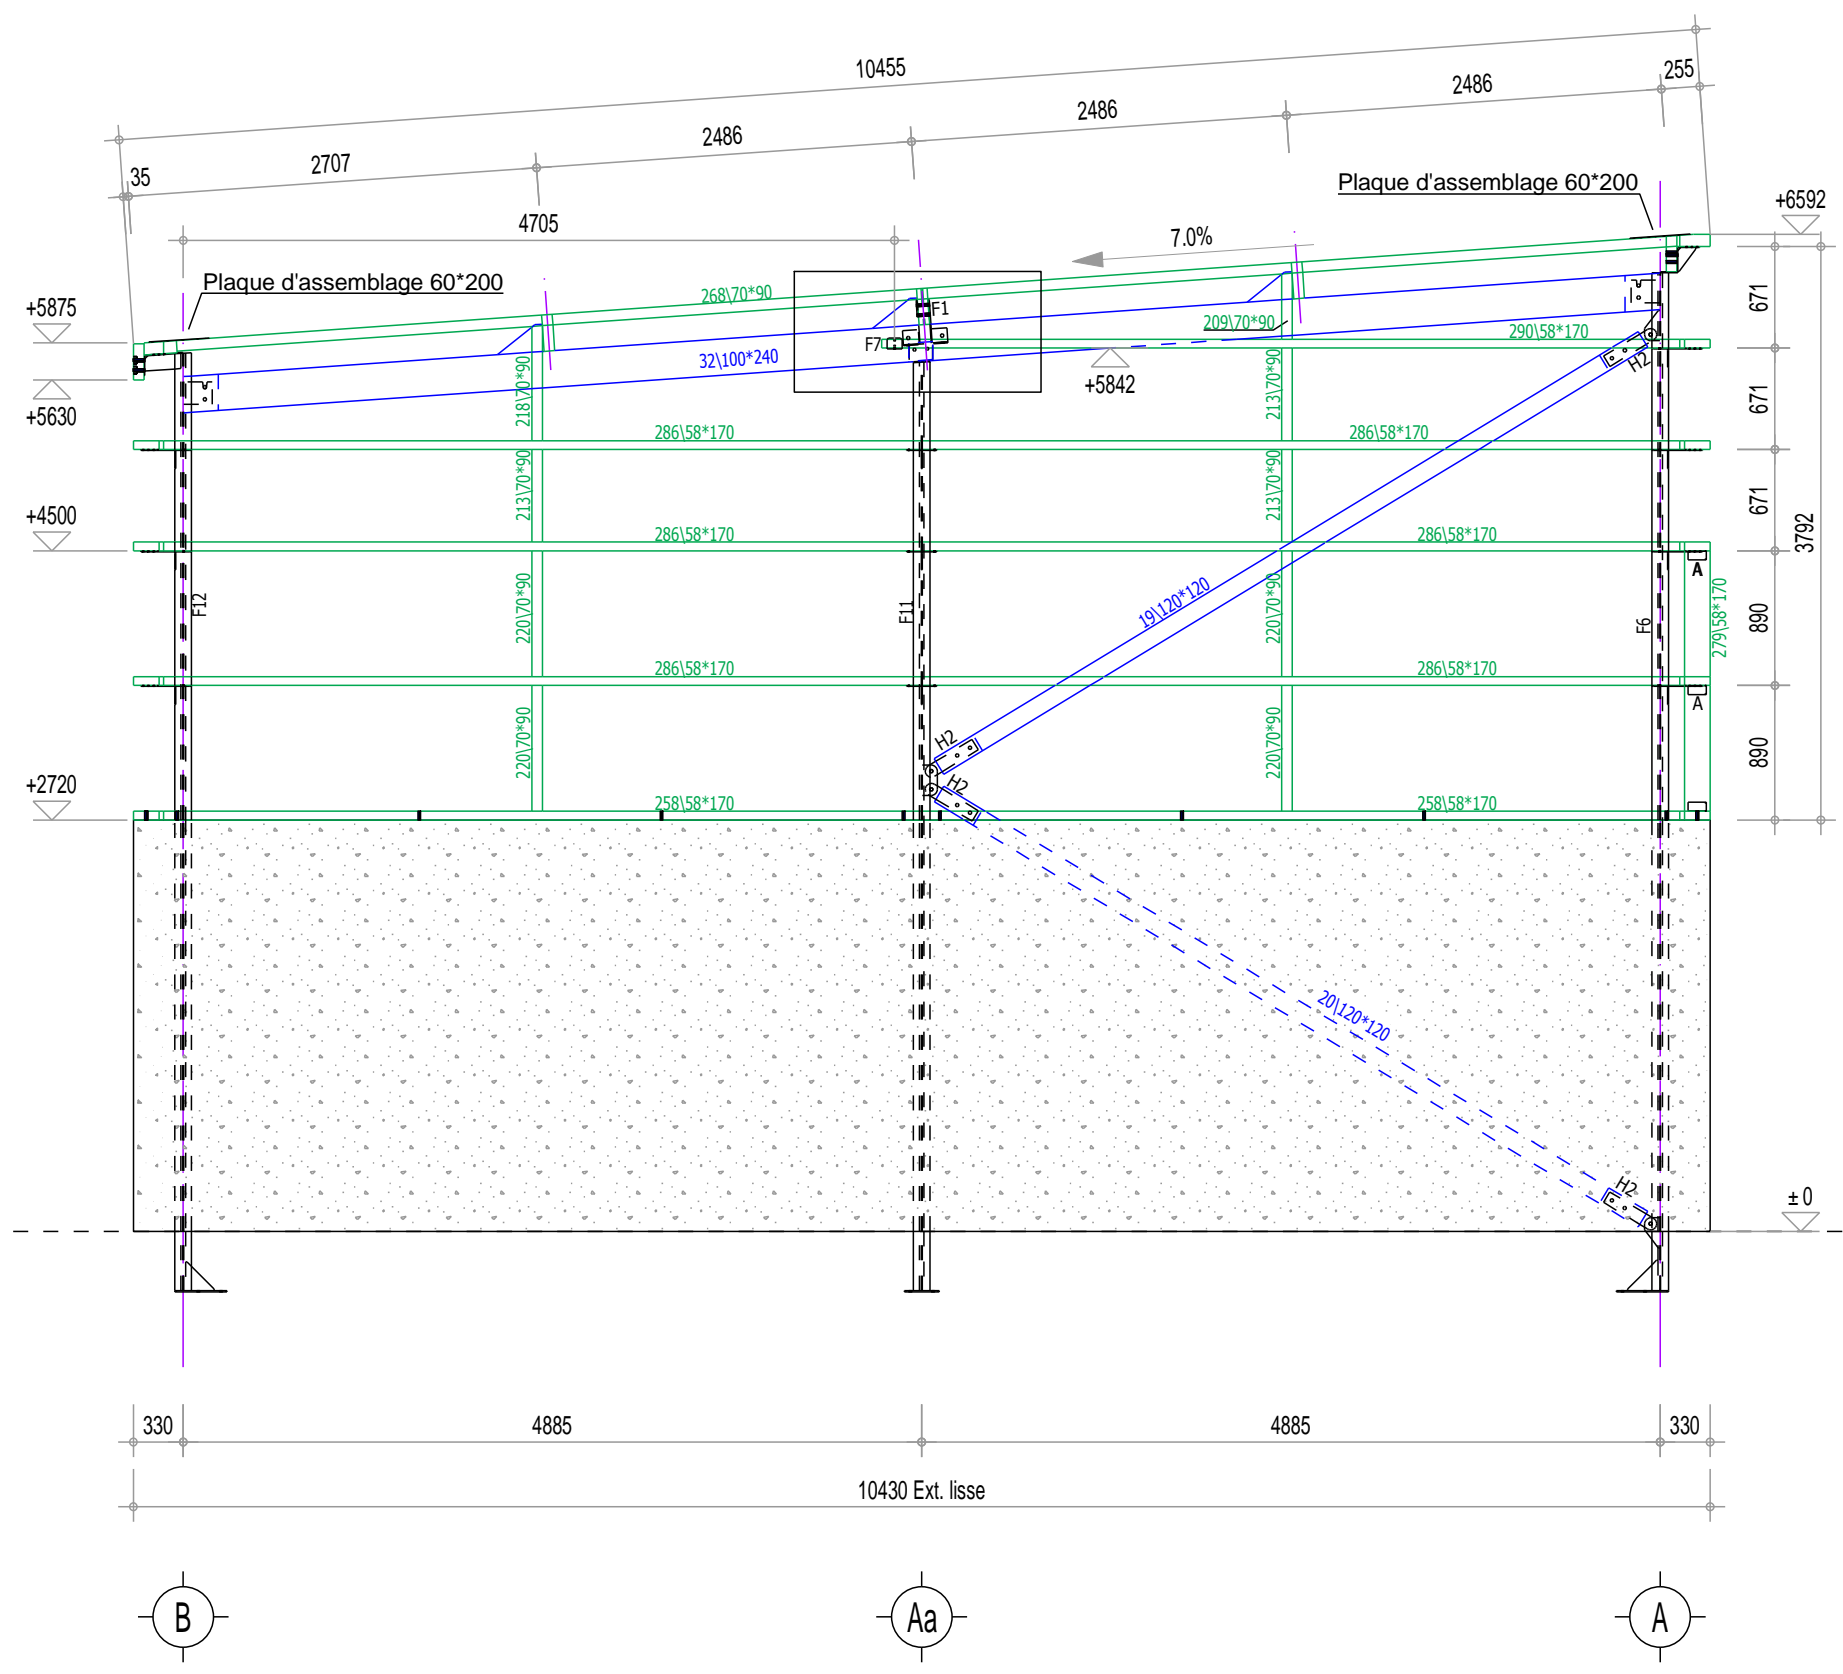 10455
255
2486
2486
2486
2707
35
4705
Plaque d'assemblage 60*200
+6592
7.0%
Plaque d'assemblage 60*200
268\70*90
+5875
F1
209\70*90
290\58*170
671
F7
32\100*240
H2
+5842
218\70*90
213\70*90
671
+5630
286\58*170
286\58*170
213\70*90
213\70*90
671
+4500
286\58*170
286\58*170
3792
A
F12
F11
220\70*90
19\120*120
220\70*90
F6
279\58*170
890
286\58*170
286\58*170
A
220\70*90
H2
220\70*90
890
+2720
H2
258\58*170
258\58*170
20\120*120
H2
±0
330
4885
4885
330
10430 Ext. lisse
B
Aa
A